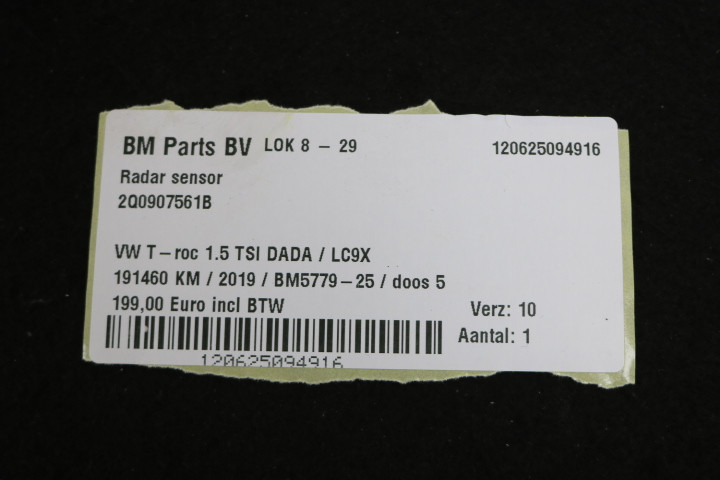 BM Parts BV LOK 8 - 29 120625094916
Radar sensor
2Q0907561B
VW T-roc 1.5 TSI DADA / LC9X
191460 KM / 2019 / BM5779-25 / doos 5
199,00 Euro incl BTW
Verz: 10
Aantal: 1
120625094916